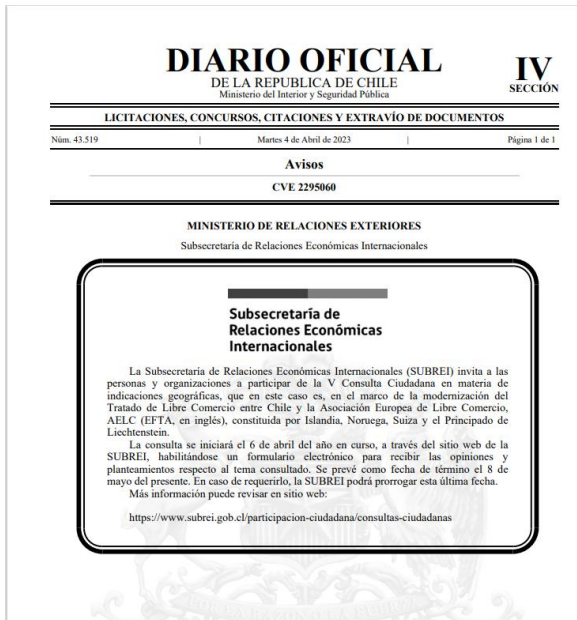 DIARIO OFICIAL
DE LA REPUBLICA DE CHILE
Ministerio del Interior y Seguridad Pública
IV
SECCIÓN
LICITACIONES, CONCURSOS, CITACIONES Y EXTRAVÍO DE DOCUMENTOS
Núm. 43.519 | Martes 4 de Abril de 2023 | Página 1 de 1
Avisos
CVE 2295060
MINISTERIO DE RELACIONES EXTERIORES
Subsecretaría de Relaciones Económicas Internacionales
Subsecretaría de
Relaciones Económicas
Internacionales
La Subsecretaría de Relaciones Económicas Internacionales (SUBREI) invita a las
personas y organizaciones a participar de la V Consulta Ciudadana en materia de
indicaciones geográficas, que en este caso es, en el marco de la modernización del
Tratado de Libre Comercio entre Chile y la Asociación Europea de Libre Comercio,
AELC (EFTA, en inglés), constituida por Islandia, Noruega, Suiza y el Principado de
Liechtenstein.
La consulta se iniciará el 6 de abril del año en curso, a través del sitio web de la
SUBREI, habilitándose un formulario electrónico para recibir las opiniones y
planteamientos respecto al tema consultado. Se prevé como fecha de término el 8 de
mayo del presente. En caso de requerirlo, la SUBREI podrá prorrogar esta última fecha.
Más información puede revisar en sitio web:
https://www.subrei.gob.cl/participacion-ciudadana/consultas-ciudadanas
POR LA RAZON O LA FUERZA